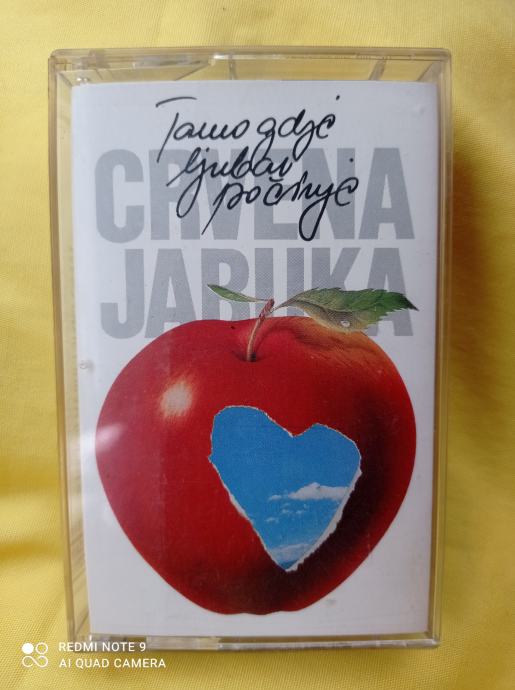 Tamo gdje
ljubav
počinje
CRVENA
JABUKA
REDMI NOTE 9
AI QUAD CAMERA